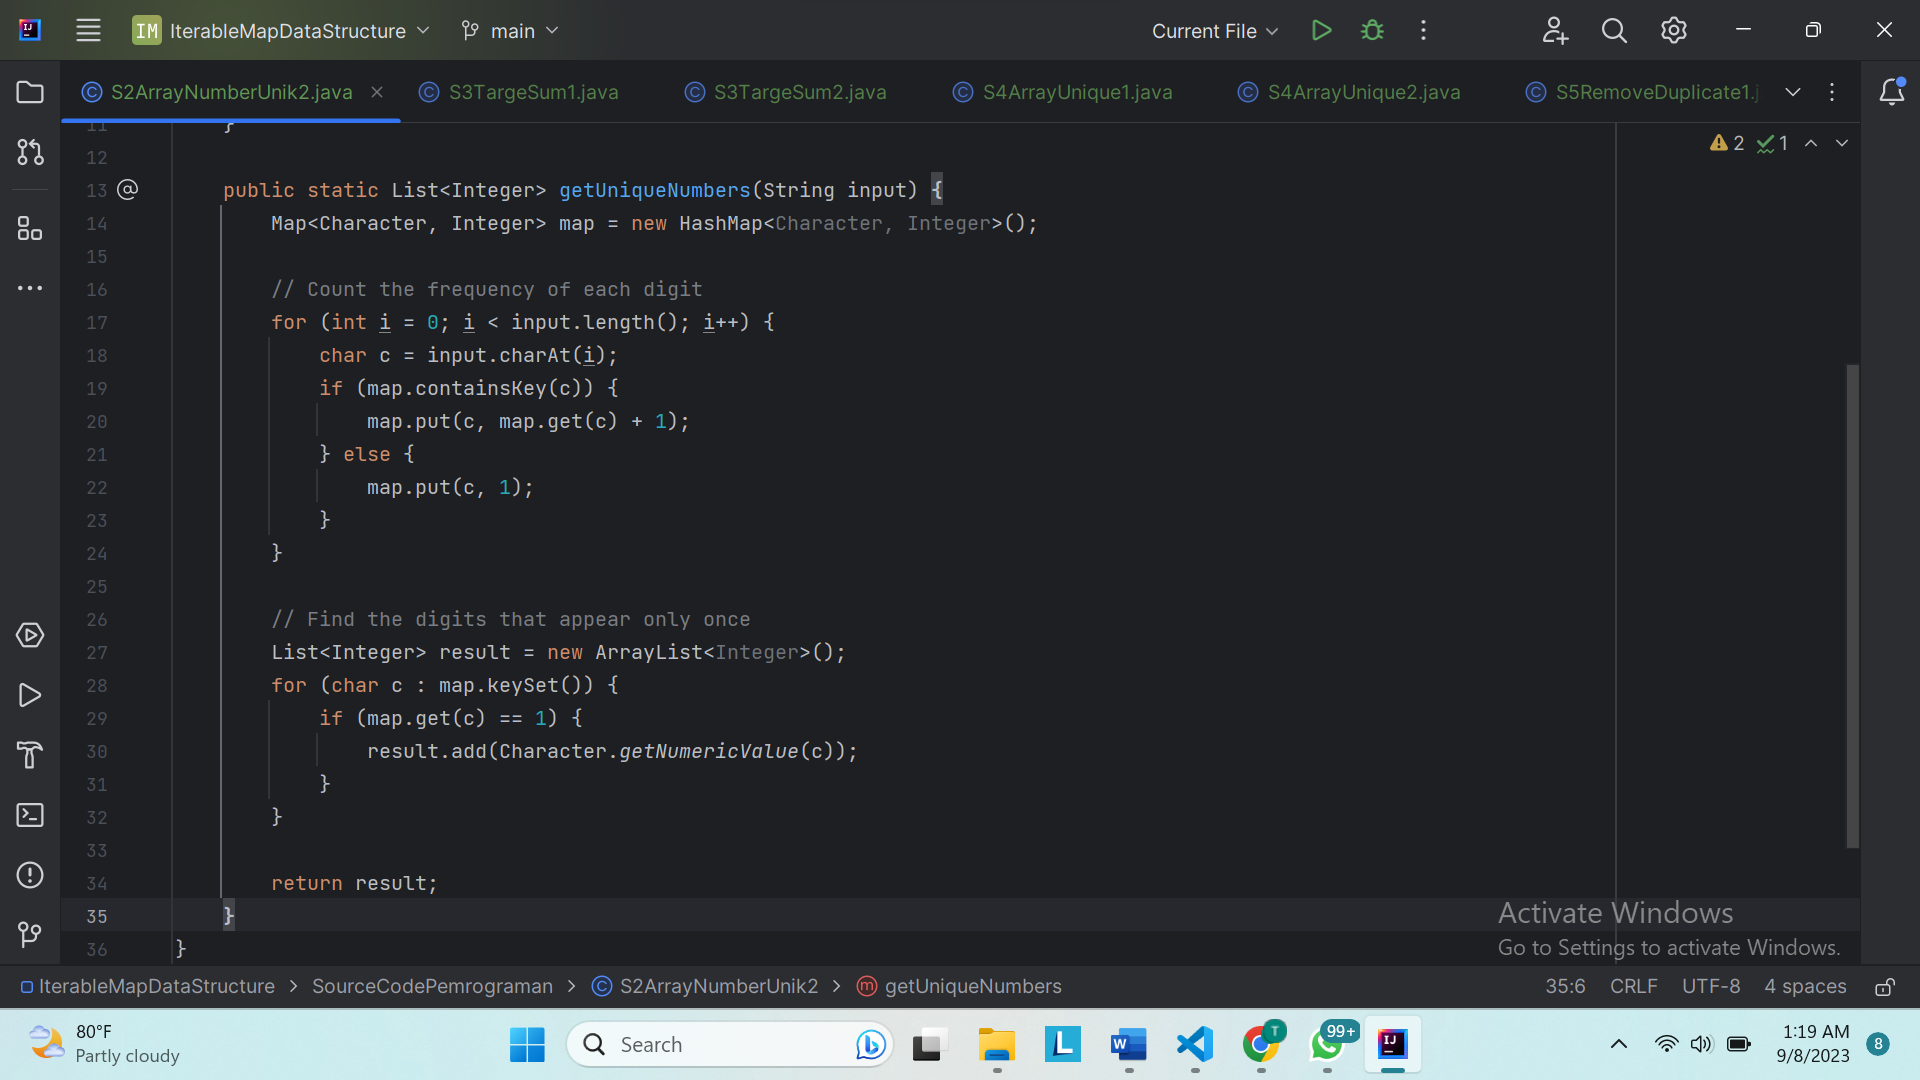 IM IterableMapDataStructure main Current File
S2ArrayNumberUnik2.java S3TargeSum1.java S3TargeSum2.java S4ArrayUnique1.java S4ArrayUnique2.java S5RemoveDuplicate1.j
2 1
11 }
12
13 @ public static List<Integer> getUniqueNumbers(String input) {
14 Map<Character, Integer> map = new HashMap<Character, Integer>();
15
16 // Count the frequency of each digit
17 for (int i = 0; i < input.length(); i++) {
18 char c = input.charAt(i);
19 if (map.containsKey(c)) {
20 map.put(c, map.get(c) + 1);
21 } else {
22 map.put(c, 1);
23 }
24 }
25
26 // Find the digits that appear only once
27 List<Integer> result = new ArrayList<Integer>();
28 for (char c : map.keySet()) {
29 if (map.get(c) == 1) {
30 result.add(Character.getNumericValue(c));
31 }
32 }
33
34 return result;
35 }
36 }
Activate Windows
Go to Settings to activate Windows.
IterableMapDataStructure > SourceCodePemrograman > S2ArrayNumberUnik2 > getUniqueNumbers 35:6 CRLF UTF-8 4 spaces
80°F
Partly cloudy
Search
99+
1:19 AM
9/8/2023
8